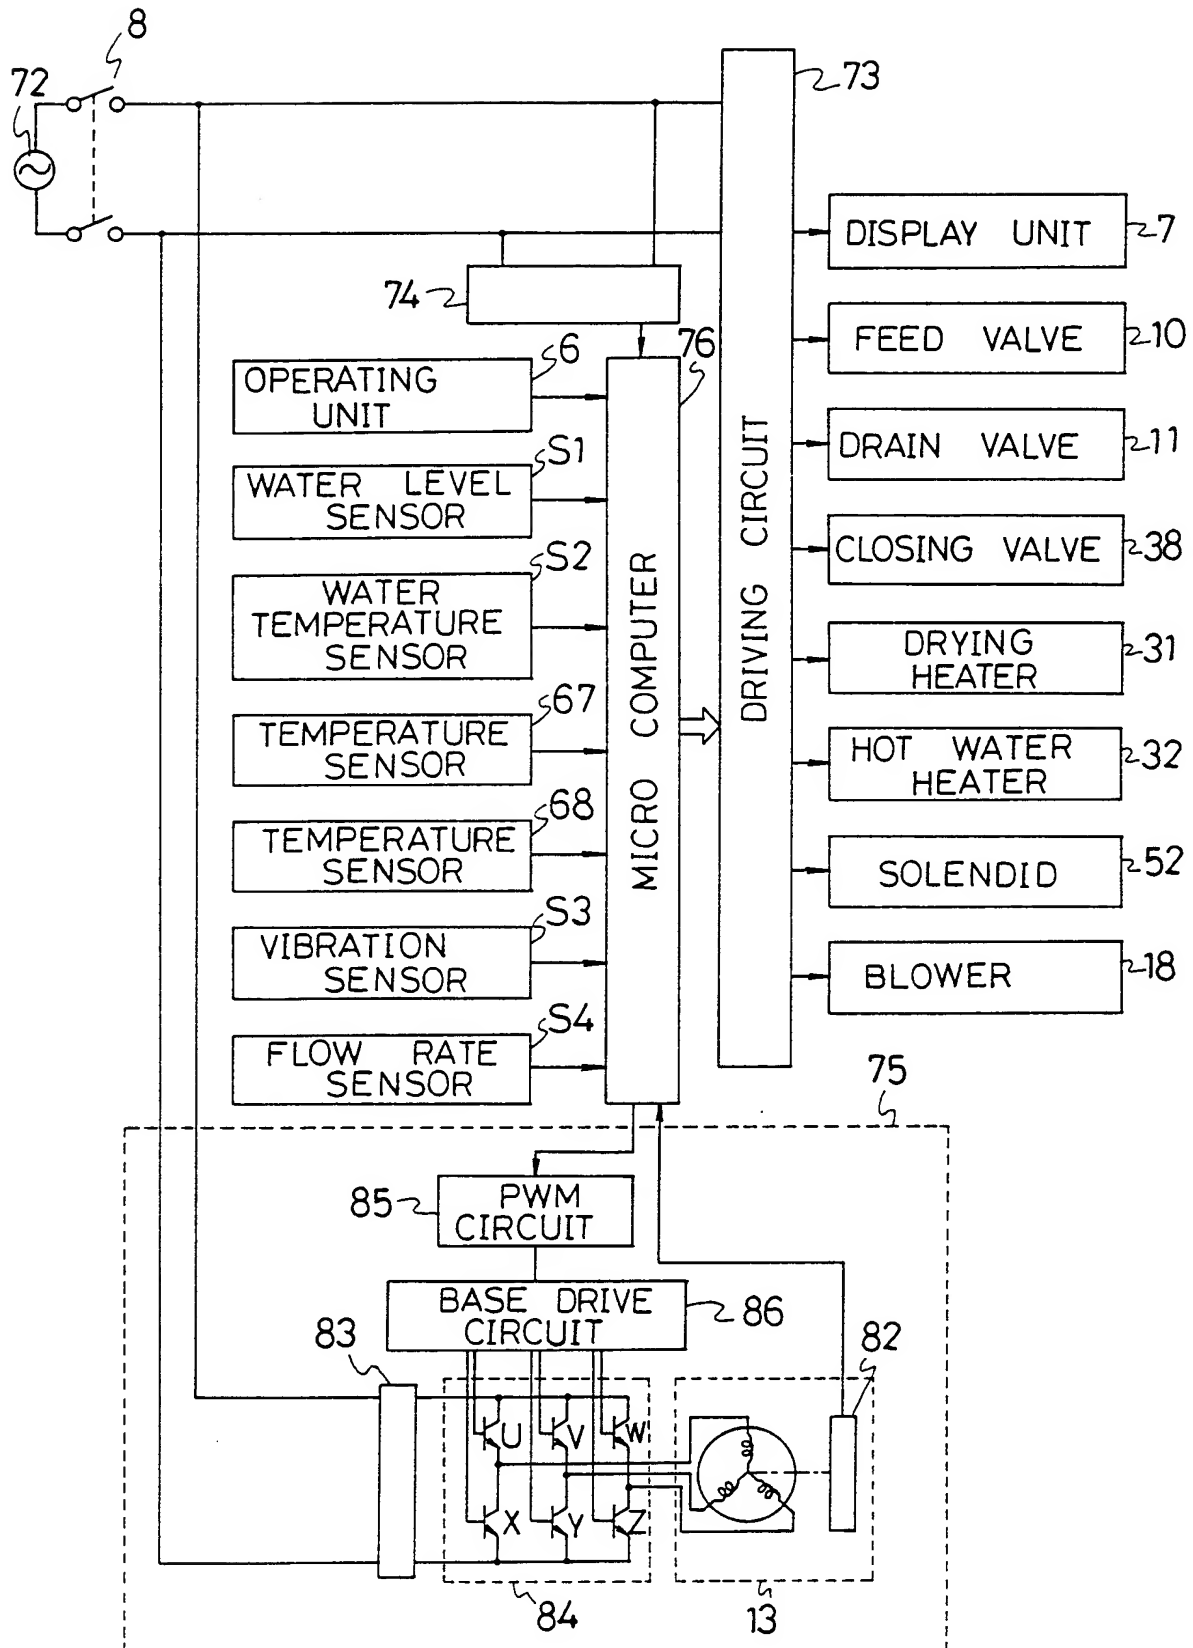 8
72
73
DISPLAY UNIT
7
74
FEED VALVE
10
76
6
OPERATING
UNIT
DRAIN VALVE
11
S1
WATER LEVEL
SENSOR
CLOSING VALVE
38
S2
WATER
TEMPERATURE
SENSOR
MICRO COMPUTER
DRIVING CIRCUIT
DRYING
HEATER
31
67
TEMPERATURE
SENSOR
HOT WATER
HEATER
32
68
TEMPERATURE
SENSOR
SOLENDID
52
S3
VIBRATION
SENSOR
BLOWER
18
S4
FLOW RATE
SENSOR
75
85
PWM
CIRCUIT
BASE DRIVE
CIRCUIT
86
83
82
U
V
W
X
Y
Z
84
13